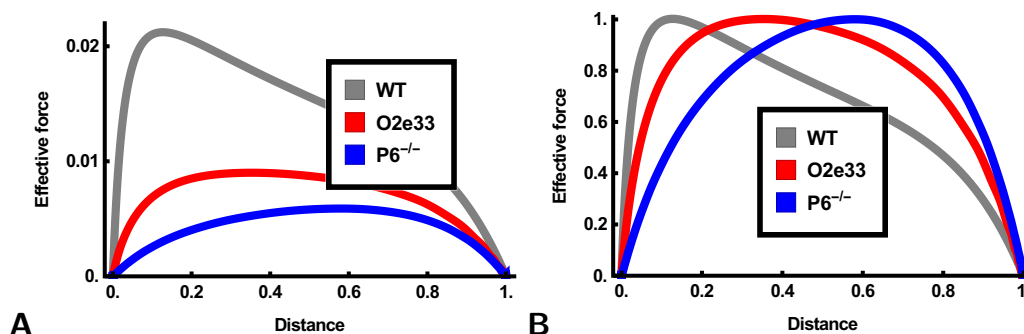 Effective force
0.02
0.01
0.
WT
O2e33
P6⁻/⁻
0. 0.2 0.4 0.6 0.8 1.
Distance
A
Effective force
1.
0.8
0.6
0.4
0.2
0.
WT
O2e33
P6⁻/⁻
0. 0.2 0.4 0.6 0.8 1
Distance
B